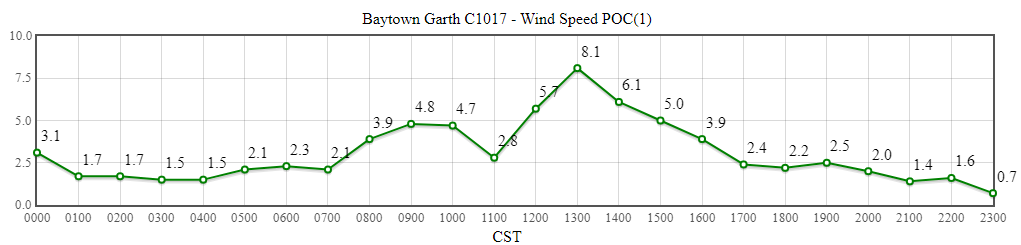 Baytown Garth C1017 - Wind Speed POC(1)
10.0
7.5
5.0
2.5
0.0
3.1 1.7 1.7 1.5 1.5 2.1 2.3 2.1 3.9 4.8 4.7 2.8 5.7 8.1 6.1 5.0 3.9 2.4 2.2 2.5 2.0 1.4 1.6 0.7
0000 0100 0200 0300 0400 0500 0600 0700 0800 0900 1000 1100 1200 1300 1400 1500 1600 1700 1800 1900 2000 2100 2200 2300
CST